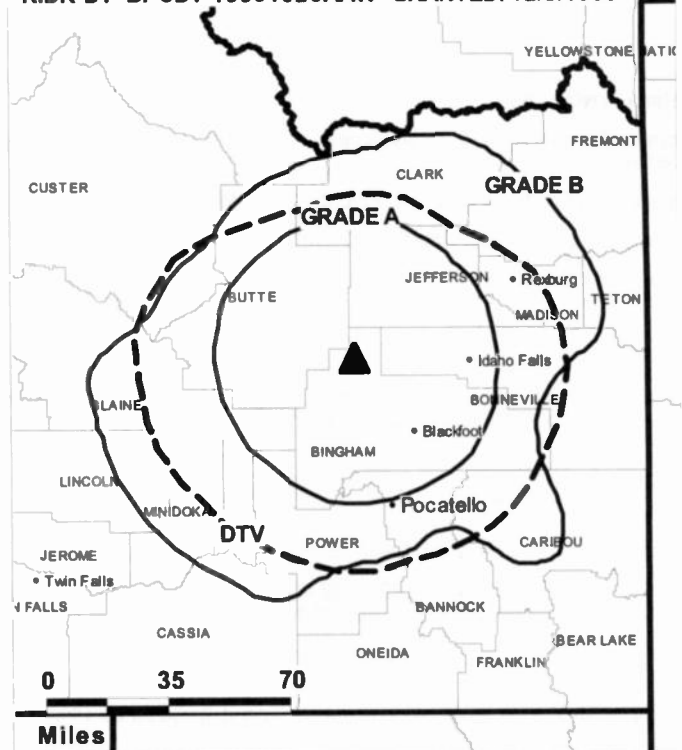 YELLOWSTONE NATIO
FREMONT
CLARK
CUSTER
GRADE B
GRADE A
JEFFERSON
Rexburg
BUTTE
TETON
MADISON
Idaho Falls
BONNEVILLE
BLAINE
Blackfoot
BINGHAM
LINCOLN
MINIDOKA
Pocatello
DTV
POWER
CARIBOU
JEROME
Twin Falls
N FALLS
BANNOCK
CASSIA
BEAR LAKE
ONEIDA
FRANKLIN
0 35 70
Miles